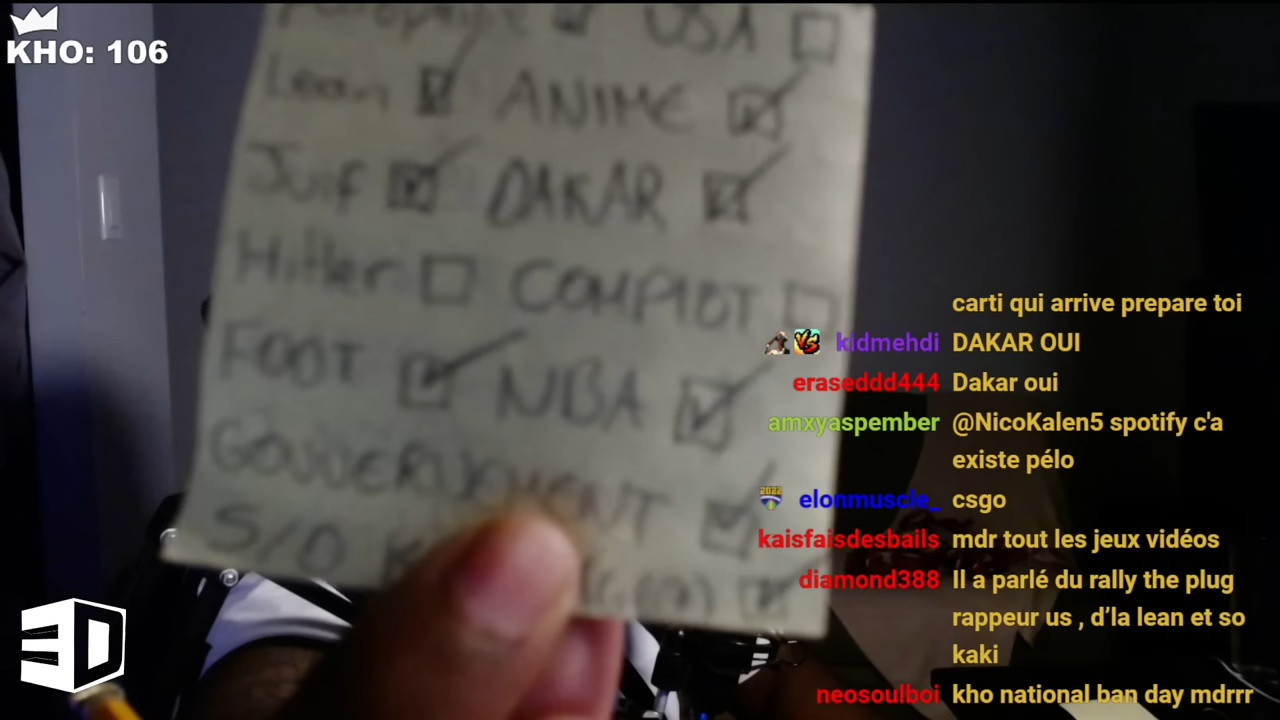 KHO: 106
USA
Lean ANIME
Juif DAKAR
Hitler COMPLOT
FOOT NBA
GOUVERNEMENT
S/D
3D
carti qui arrive prepare toi
kidmehdi DAKAR OUI
eraseddd444 Dakar oui
amxyaspember @NicoKalen5 spotify c'a
existe pélo
2022 elonmuscle_ csgo
kaisfaisdesbails mdr tout les jeux vidéos
diamond388 Il a parlé du rally the plug
rappeur us , d’la lean et so
kaki
neosoulboi kho national ban day mdrrr